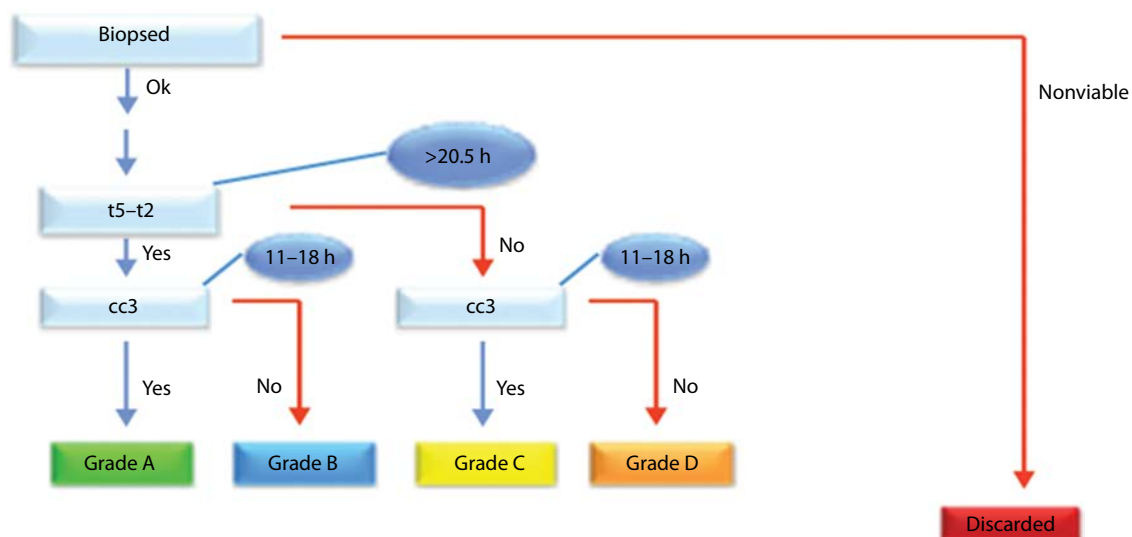 Biopsed
Ok
Nonviable
>20.5 h
t5–t2
Yes
No
11–18 h
11–18 h
cc3
cc3
Yes
No
Yes
No
Grade A
Grade B
Grade C
Grade D
Discarded